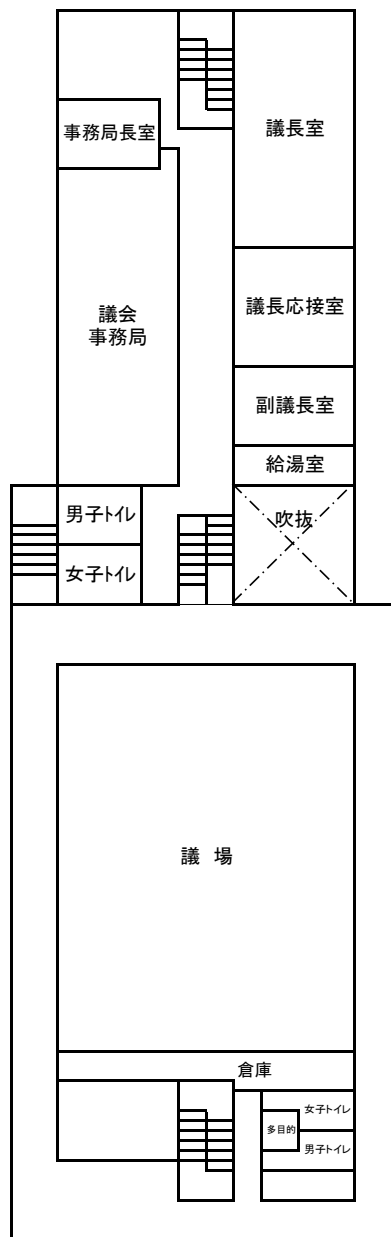 事務局長室
議長室
議会
事務局
議長応接室
副議長室
給湯室
男子トイレ
吹抜
女子トイレ
議 場
倉庫
女子トイレ
多目的
男子トイレ